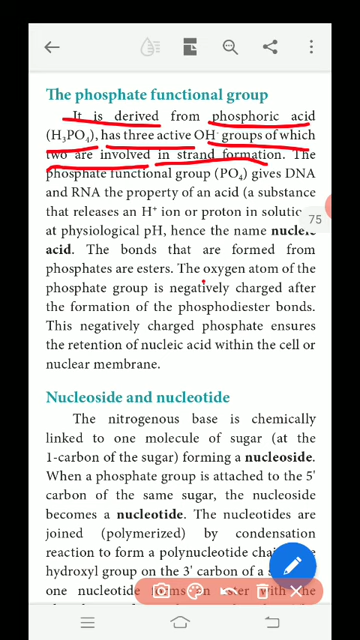 The phosphate functional group
It is derived from phosphoric acid
(H3PO4), has three active OH- groups of which
two are involved in strand formation. The
phosphate functional group (PO4) gives DNA
and RNA the property of an acid (a substance
that releases an H+ ion or proton in solution
75
at physiological pH, hence the name nucleic
acid. The bonds that are formed from
phosphates are esters. The oxygen atom of the
phosphate group is negatively charged after
the formation of the phosphodiester bonds.
This negatively charged phosphate ensures
the retention of nucleic acid within the cell or
nuclear membrane.
Nucleoside and nucleotide
The nitrogenous base is chemically
linked to one molecule of sugar (at the
1-carbon of the sugar) forming a nucleoside.
When a phosphate group is attached to the 5'
carbon of the same sugar, the nucleoside
becomes a nucleotide. The nucleotides are
joined (polymerized) by condensation
reaction to form a polynucleotide
hydroxyl group on the 3' carbon of a
one nucleotide with the